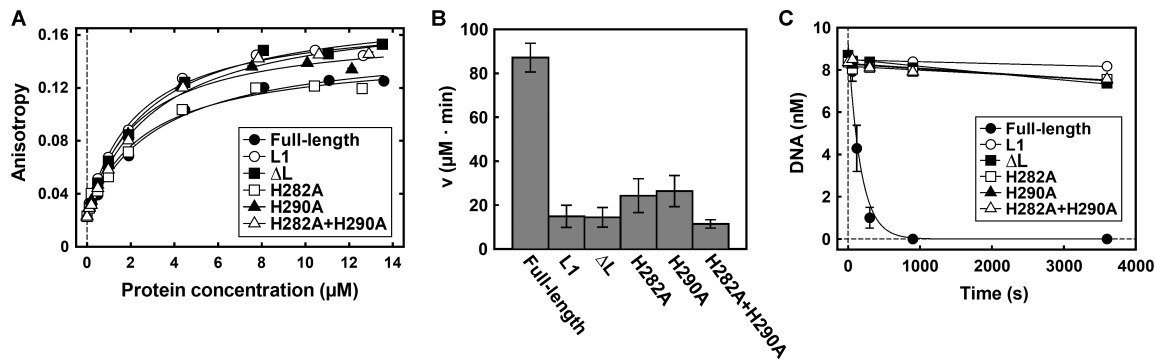 A
0.16
0.12
0.08
0.04
0
Anisotropy
Full-length
L1
ΔL
H282A
H290A
H282A+H290A
0 2 4 6 8 10 12 14
Protein concentration (µM)
B
100
80
60
40
20
0
v (µM · min)
Full-length
L1
ΔL
H282A
H290A
H282A+H290A
C
10
8
6
4
2
0
DNA (nM)
Full-length
L1
ΔL
H282A
H290A
H282A+H290A
0 1000 2000 3000 4000
Time (s)